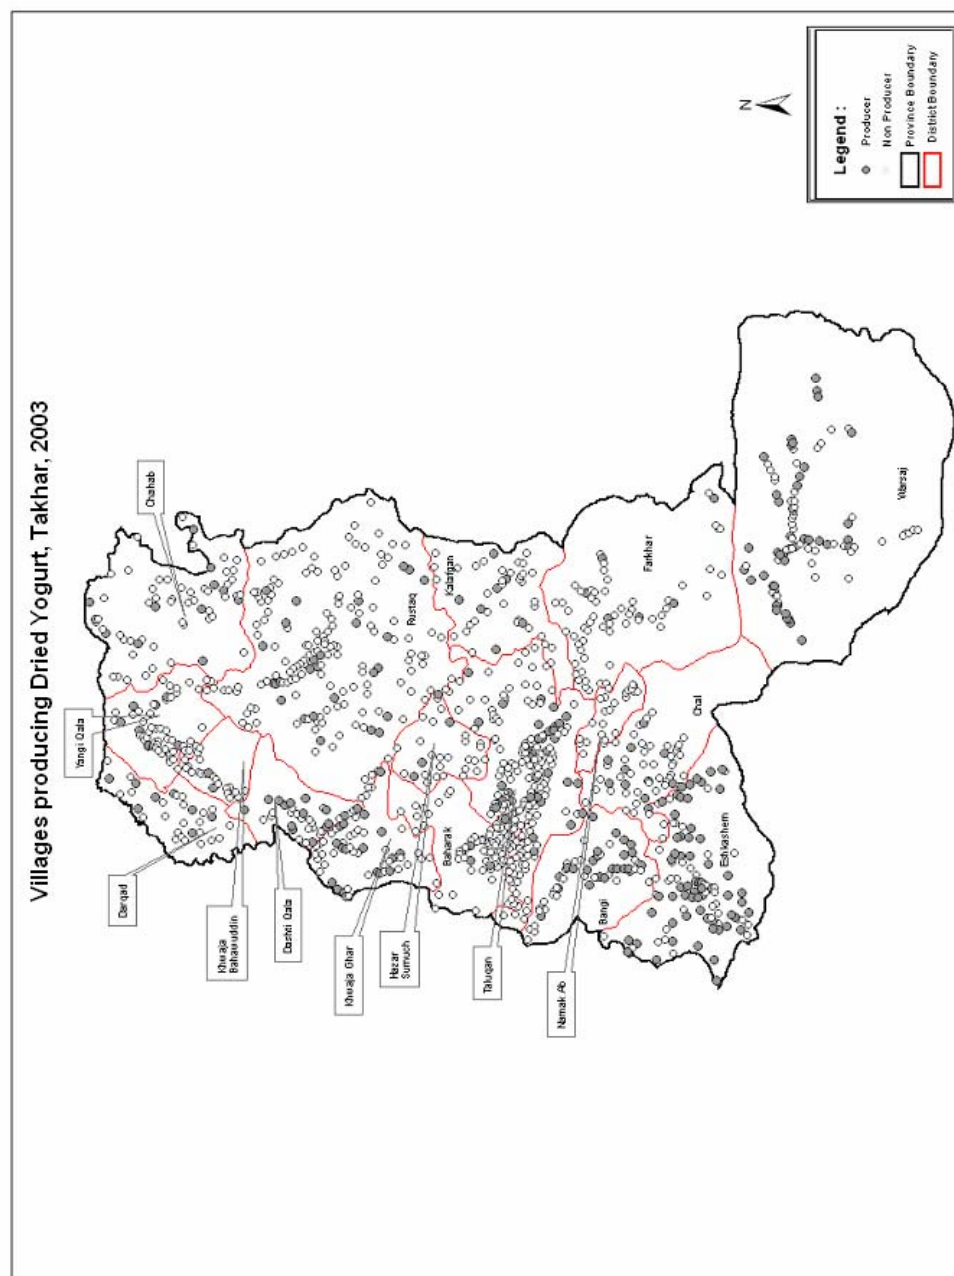 Villages producing Dried Yogurt, Takhar, 2003
N
Legend :
Producer
Non Producer
Province Boundary
District Boundary
Chahab
Yangi Qala
Darqad
Khwaja
Bahawuddin
Dashti Qala
Khwaja Ghar
Hazar
Sumuch
Taluqan
Namak Ab
Rustaq
Kalafgan
Farkhar
Warsaj
Baharak
Bangi
Chal
Eshkashem